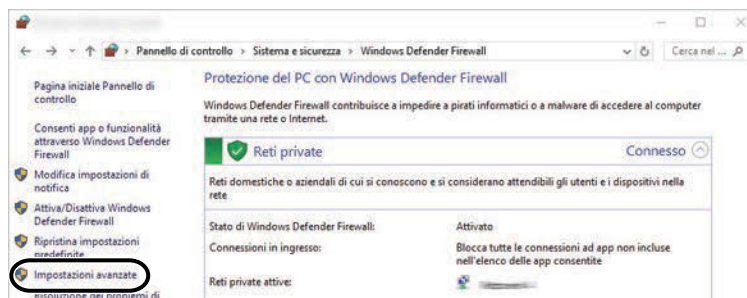 Pannello di controllo › Sistema e sicurezza › Windows Defender Firewall
Cerca nel ...
Pagina iniziale Pannello di
controllo
Consenti app o funzionalità
attraverso Windows Defender
Firewall
Modifica impostazioni di
notifica
Attiva/Disattiva Windows
Defender Firewall
Ripristina impostazioni
predefinite
Impostazioni avanzate
Risoluzione dei problemi di
Protezione del PC con Windows Defender Firewall
Windows Defender Firewall contribuisce a impedire a pirati informatici o a malware di accedere al computer
tramite una rete o Internet.
Reti private
Connesso
Reti domestiche o aziendali di cui si conoscono e si considerano attendibili gli utenti e i dispositivi nella
rete
Stato di Windows Defender Firewall: Attivato
Connessioni in ingresso: Blocca tutte le connessioni ad app non incluse
nell'elenco delle app consentite
Reti private attive: